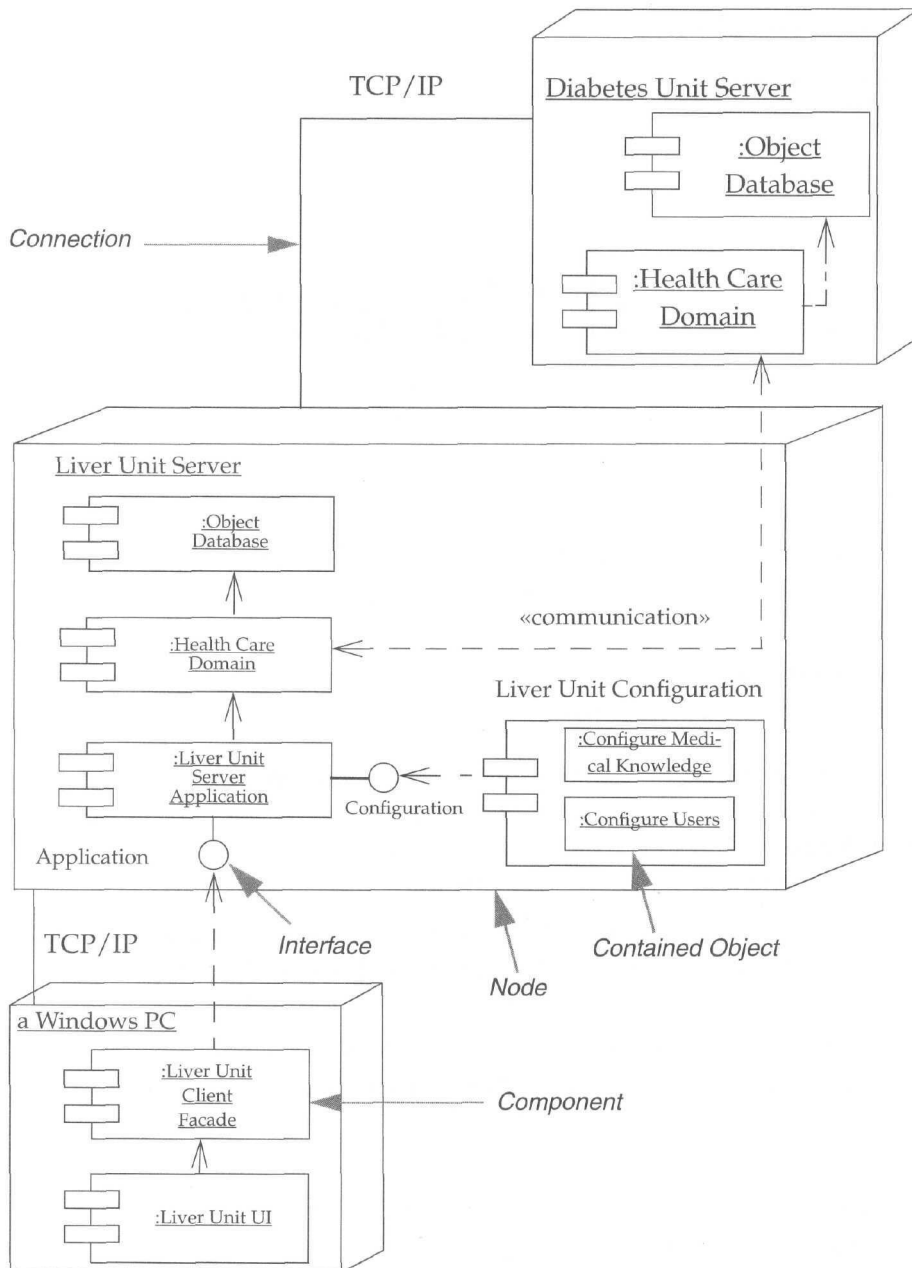 TCP/IP
Diabetes Unit Server
:Object
Database
Connection
:Health Care
Domain
Liver Unit Server
:Object
Database
«communication»
:Health Care
Domain
Liver Unit Configuration
:Liver Unit
Server
Application
Configuration
:Configure Medi-
cal Knowledge
:Configure Users
Application
TCP/IP
Interface
Contained Object
Node
a Windows PC
:Liver Unit
Client
Facade
Component
:Liver Unit UI